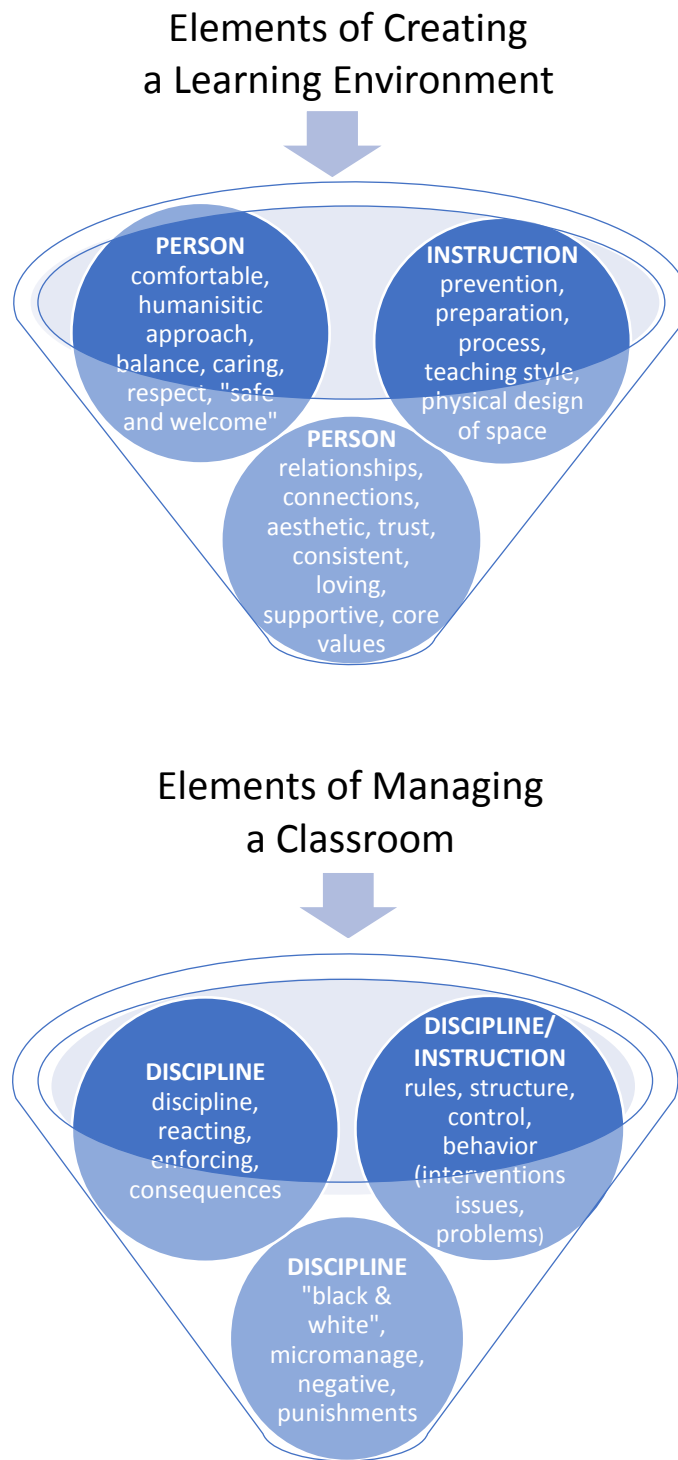 Elements of Creating
a Learning Environment
PERSON
comfortable,
humanisitic
approach,
balance, caring,
respect, "safe
and welcome"
INSTRUCTION
prevention,
preparation,
process,
teaching style,
physical design
of space
PERSON
relationships,
connections,
aesthetic, trust,
consistent,
loving,
supportive, core
values
Elements of Managing
a Classroom
DISCIPLINE
discipline,
reacting,
enforcing,
consequences
DISCIPLINE/
INSTRUCTION
rules, structure,
control,
behavior
(interventions
issues,
problems)
DISCIPLINE
"black &
white",
micromanage,
negative,
punishments